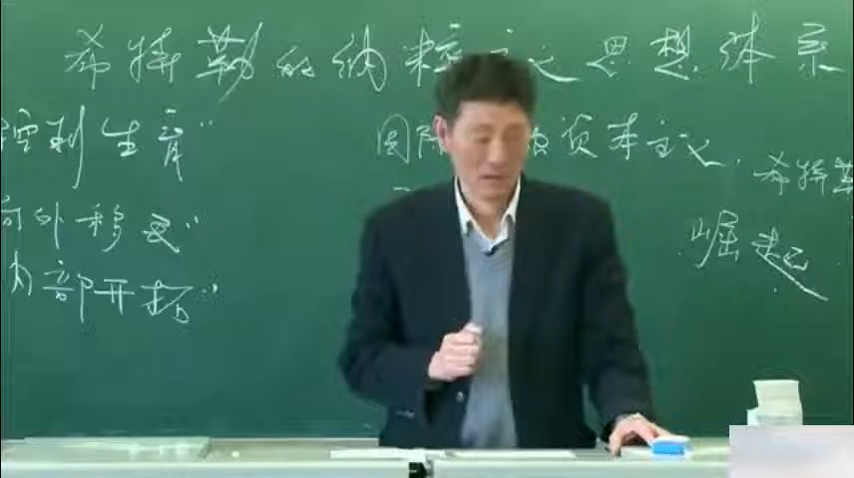 希特勒的纳粹主义思想体系
控制生育"
国际 资本主义.
希特勒
向外移民"
崛起
内部开拓"